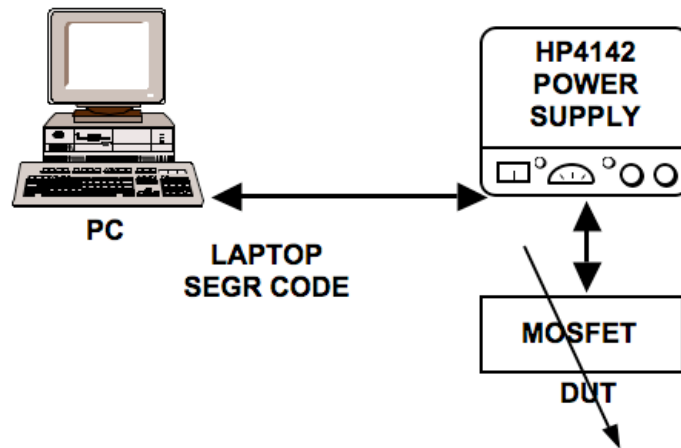 HP4142
POWER
SUPPLY
PC
LAPTOP
SEGR CODE
MOSFET
DUT